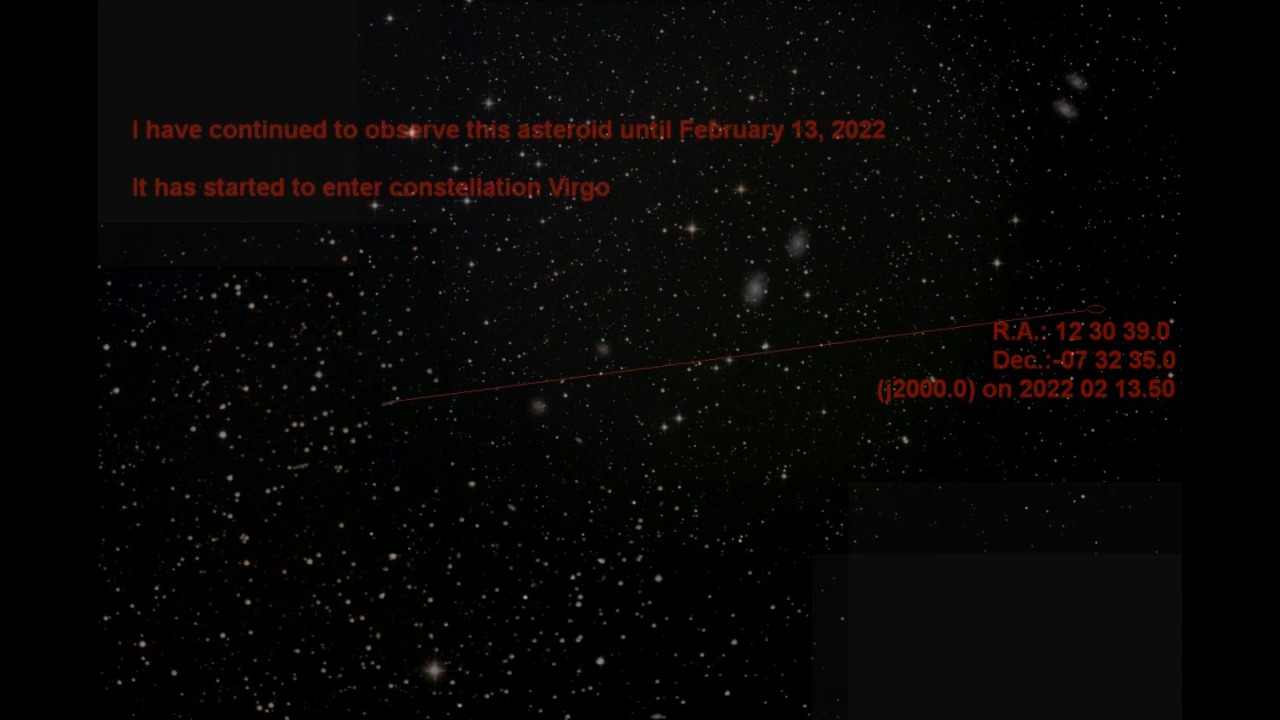 I have continued to observe this asteroid until February 13, 2022
It has started to enter constellation Virgo
R.A.: 12 30 39.0
Dec.:-07 32 35.0
(j2000.0) on 2022 02 13.50